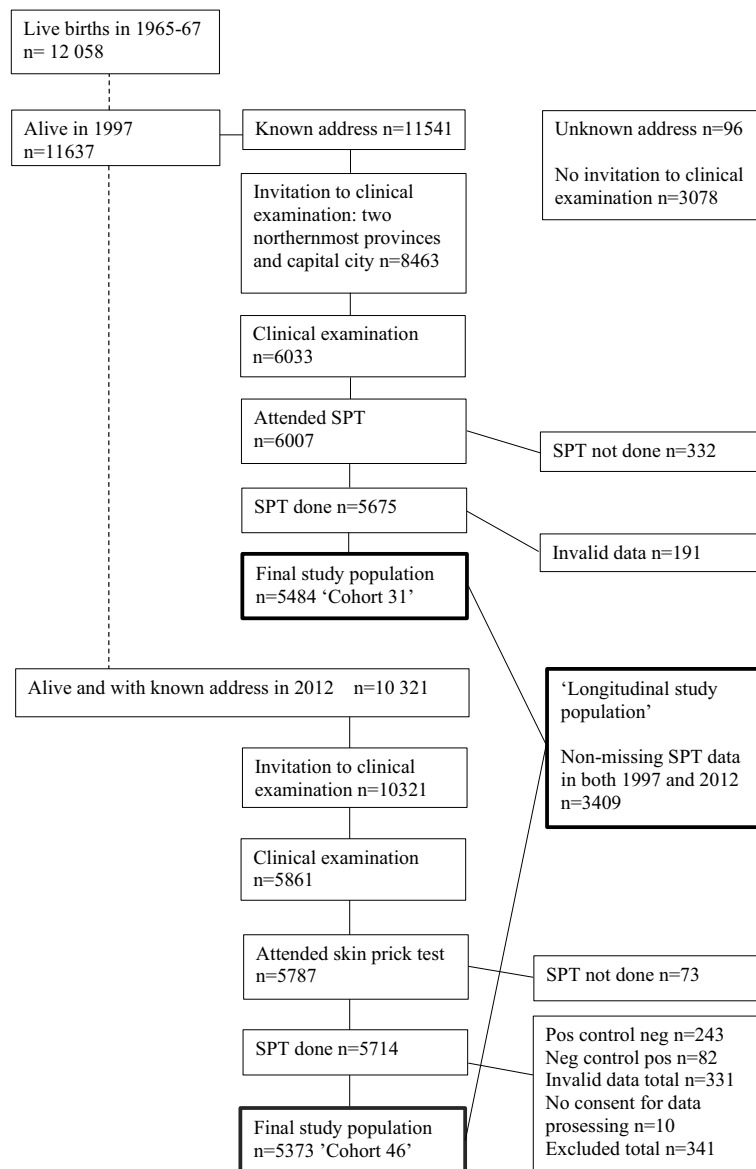 Live births in 1965-67
n= 12 058
Alive in 1997
n=11637
Known address n=11541
Unknown address n=96
No invitation to clinical
examination n=3078
Invitation to clinical
examination: two
northernmost provinces
and capital city n=8463
Clinical examination
n=6033
Attended SPT
n=6007
SPT not done n=332
SPT done n=5675
Invalid data n=191
Final study population
n=5484 ‘Cohort 31’
Alive and with known address in 2012 n=10 321
‘Longitudinal study
population’
Non-missing SPT data
in both 1997 and 2012
n=3409
Invitation to clinical
examination n=10321
Clinical examination
n=5861
Attended skin prick test
n=5787
SPT not done n=73
SPT done n=5714
Pos control neg n=243
Neg control pos n=82
Invalid data total n=331
No consent for data
prosessing n=10
Excluded total n=341
Final study population
n=5373 ’Cohort 46’